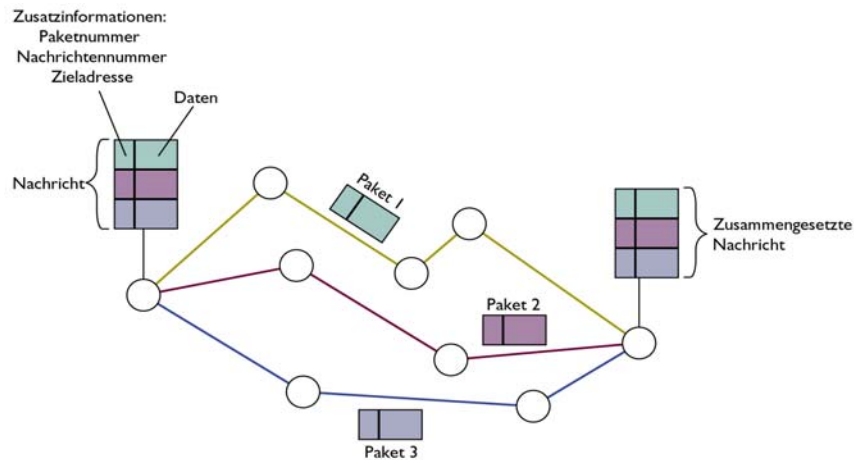 Zusatzinformationen:
Paketnummer
Nachrichtennummer
Zieladresse
Daten
Nachricht
Paket 1
Zusammengesetzte
Nachricht
Paket 2
Paket 3